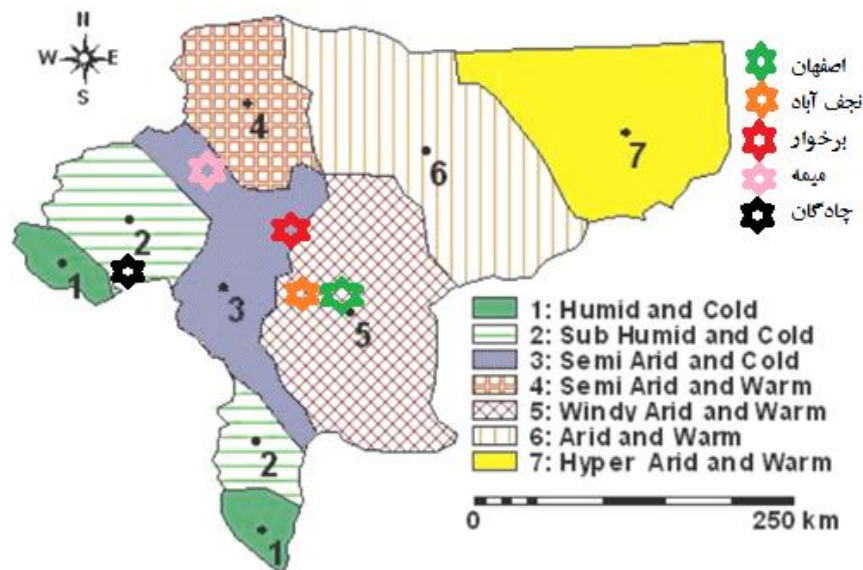 N
W E
S
اصفهان
نجف آباد
برخوار
میمه
چادگان
4
6
7
2
1
3
5
2
1
1: Humid and Cold
2: Sub Humid and Cold
3: Semi Arid and Cold
4: Semi Arid and Warm
5: Windy Arid and Warm
6: Arid and Warm
7: Hyper Arid and Warm
0 250 km